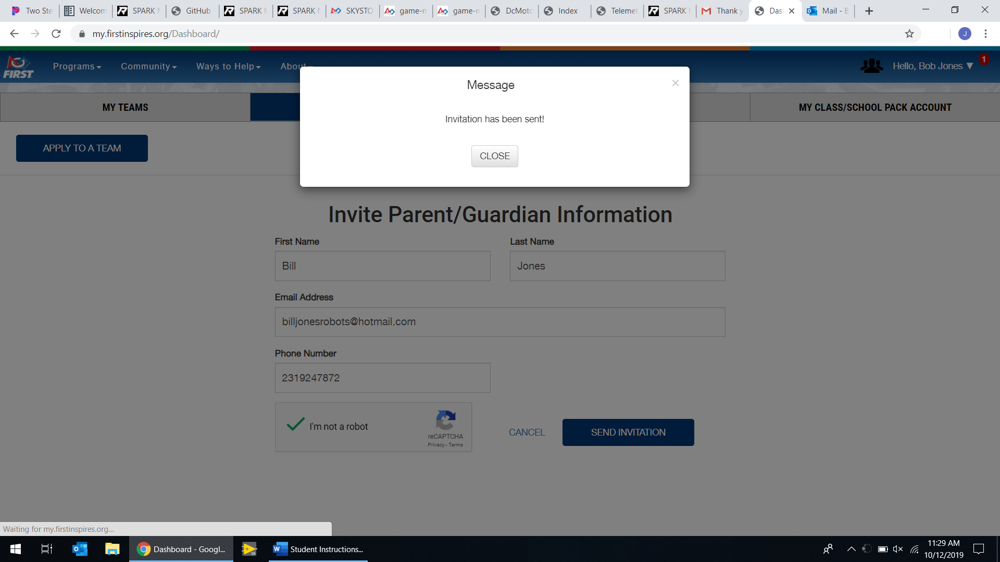 Two Ste
Welcom
SPARK M
GitHub
SPARK M
SPARK M
SKYSTO
game-m
game-m
DcMoto
Index
Telemet
SPARK M
Thank y
Das
Mail - B
my.firstinspires.org/Dashboard/
J
FIRST
Programs
Community
Ways to Help
About
Hello, Bob Jones ▼
1
MY TEAMS
MY CLASS/SCHOOL PACK ACCOUNT
APPLY TO A TEAM
Message
×
Invitation has been sent!
CLOSE
Invite Parent/Guardian Information
First Name
Last Name
Bill
Jones
Email Address
billjonesrobots@hotmail.com
Phone Number
2319247872
I'm not a robot
reCAPTCHA
Privacy - Terms
CANCEL
SEND INVITATION
Waiting for my.firstinspires.org...
Dashboard - Googl...
18
Student Instructions...
11:29 AM
10/12/2019